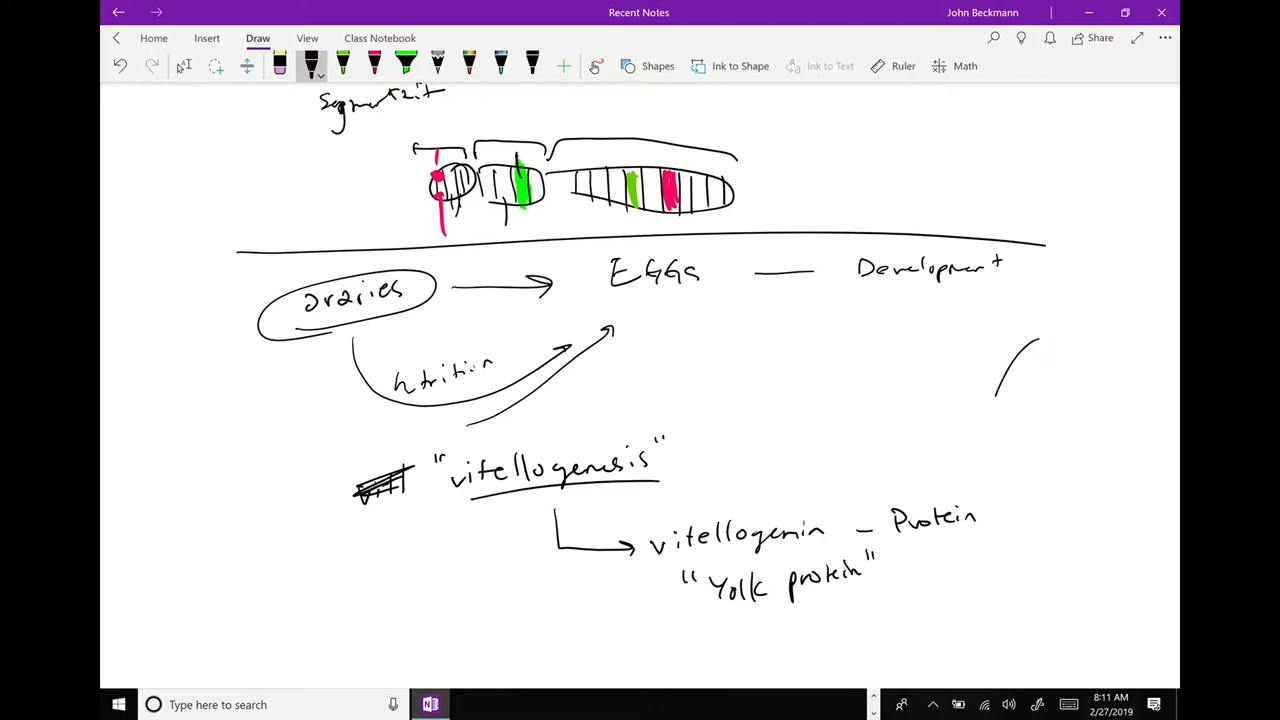 Recent Notes
John Beckmann
Home Insert Draw View Class Notebook
Share
Shapes
Ink to Shape
Ink to Text
Ruler
Math
ovaries
EGGs — Development
"vitellogenesis"
vitellogenin – Protein
"Yolk protein"
Type here to search
8:11 AM
2/27/2019